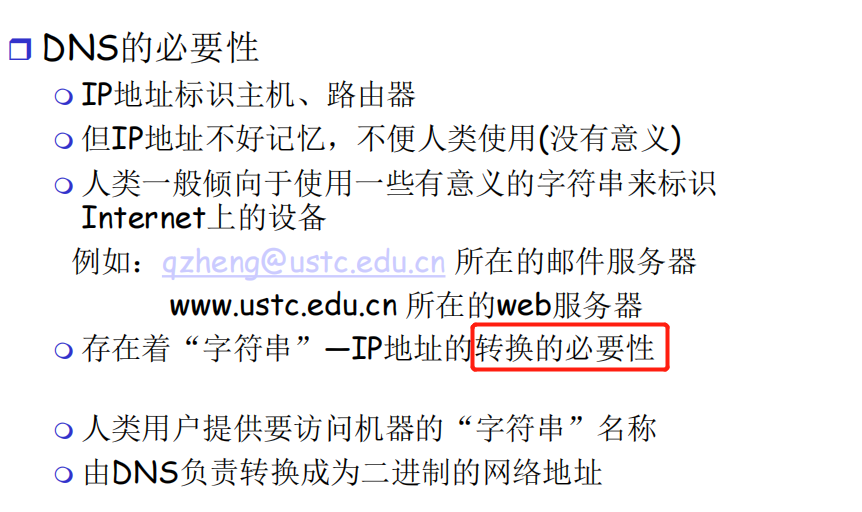 DNS的必要性
IP地址标识主机、路由器
但IP地址不好记忆，不便人类使用(没有意义)
人类一般倾向于使用一些有意义的字符串来标识
Internet上的设备
例如：qzheng@ustc.edu.cn 所在的邮件服务器
www.ustc.edu.cn 所在的web服务器
存在着“字符串”—IP地址的转换的必要性
人类用户提供要访问机器的“字符串”名称
由DNS负责转换成为二进制的网络地址